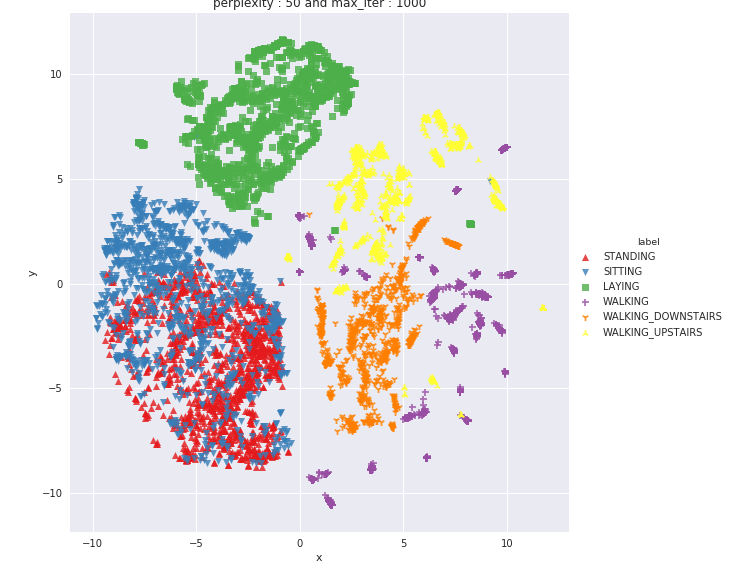 perplexity : 50 and max_iter : 1000
10
5
0
−5
−10
y
−10
−5
0
5
10
x
label
STANDING
SITTING
LAYING
WALKING
WALKING_DOWNSTAIRS
WALKING_UPSTAIRS